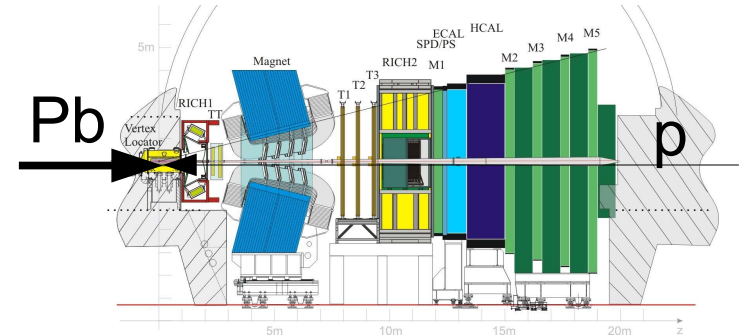 5m
Magnet
RICH1
TT
Vertex
Locator
T1
T2
T3
RICH2
SPD/PS
ECAL
M1
HCAL
M2
M3
M4
M5
Pb
p
5m
10m
15m
20m
z